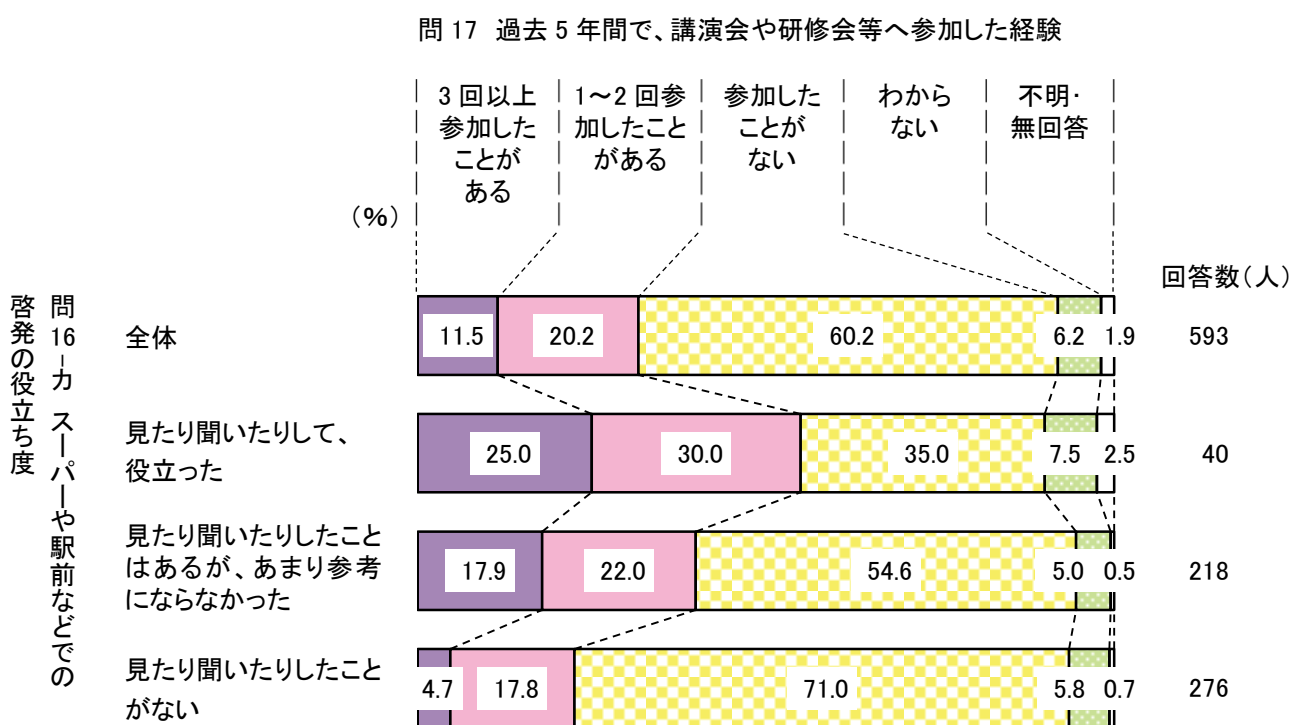 問 17 過去 5 年間で、講演会や研修会等へ参加した経験
3 回以上
参加した
ことが
ある
1～2 回参
加したこと
がある
参加した
ことが
ない
わから
ない
不明・
無回答
（%）
回答数（人）
問16-カ スーパーや駅前などでの
啓発の役立ち度
全体
11.5 20.2 60.2 6.2 1.9 593
見たり聞いたりして、
役立った
25.0 30.0 35.0 7.5 2.5 40
見たり聞いたりしたこと
はあるが、あまり参考
にならなかった
17.9 22.0 54.6 5.0 0.5 218
見たり聞いたりしたこと
がない
4.7 17.8 71.0 5.8 0.7 276